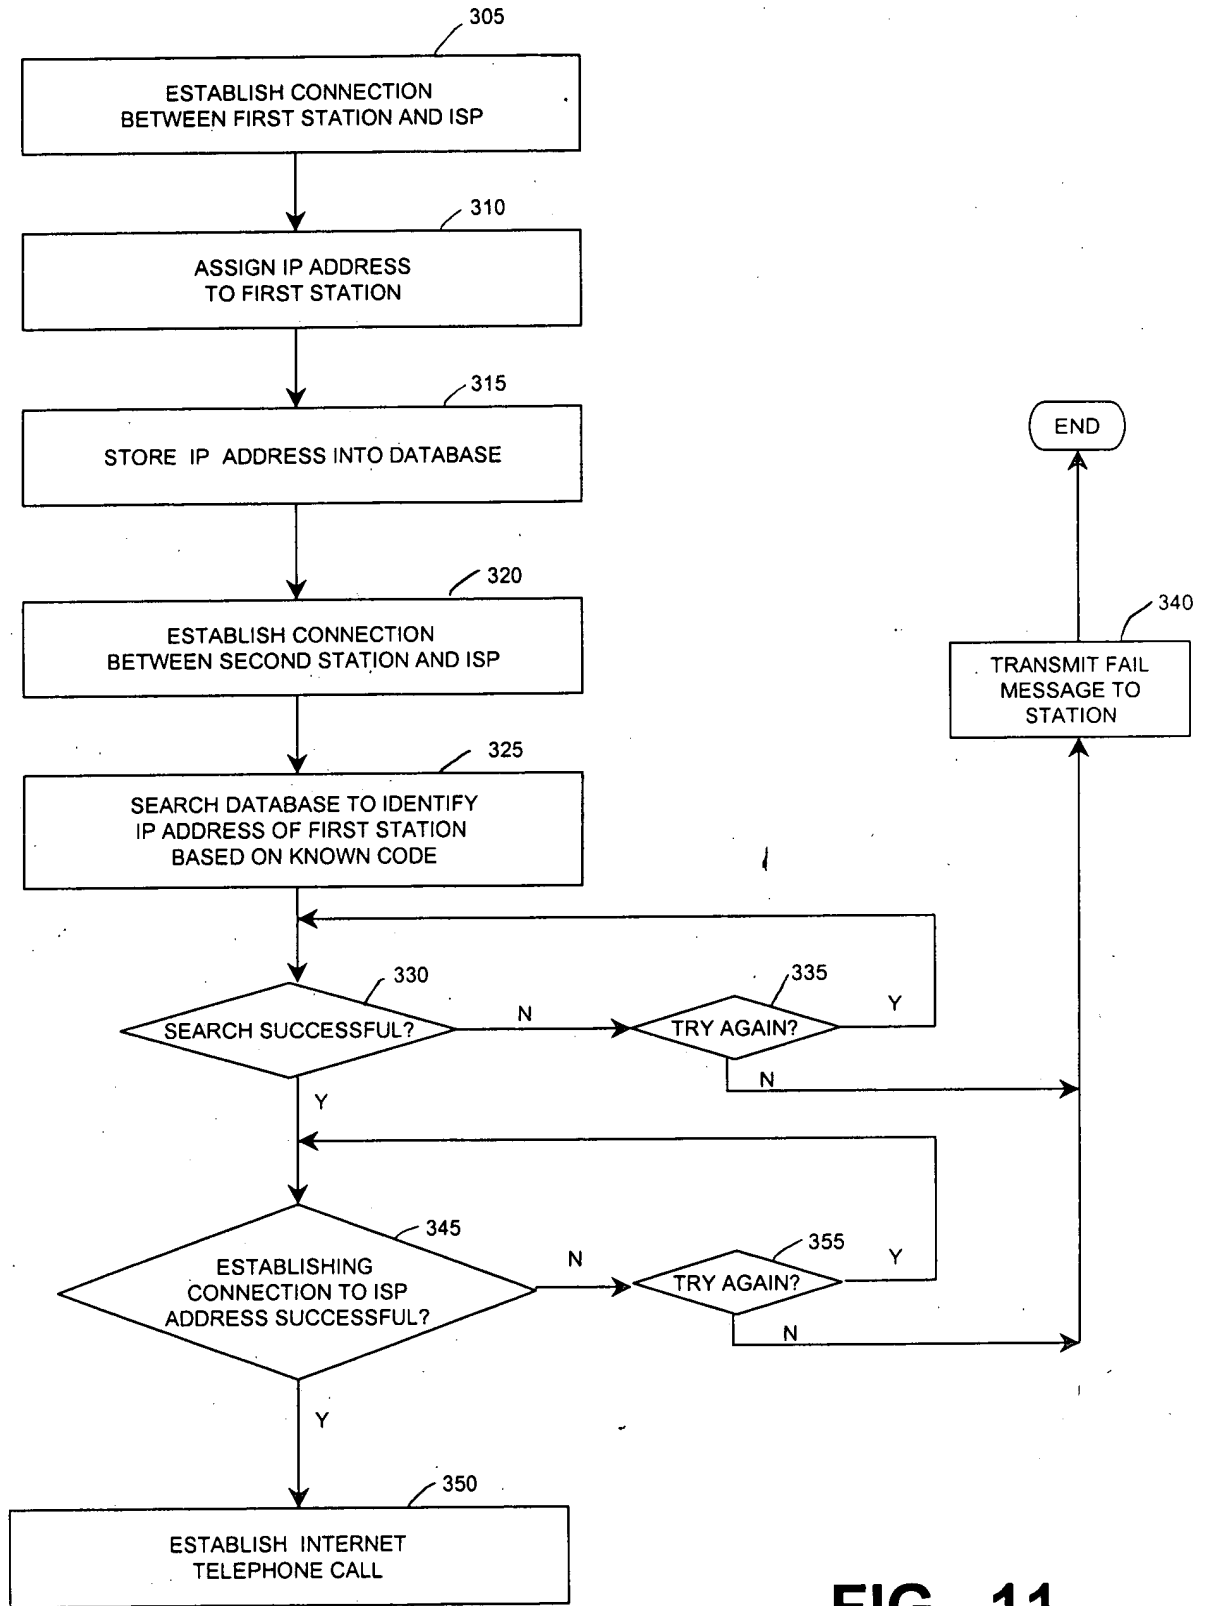 305
ESTABLISH CONNECTION
BETWEEN FIRST STATION AND ISP
310
ASSIGN IP ADDRESS
TO FIRST STATION
315
STORE IP ADDRESS INTO DATABASE
END
320
ESTABLISH CONNECTION
BETWEEN SECOND STATION AND ISP
340
TRANSMIT FAIL
MESSAGE TO
STATION
325
SEARCH DATABASE TO IDENTIFY
IP ADDRESS OF FIRST STATION
BASED ON KNOWN CODE
330
SEARCH SUCCESSFUL?
N
335
TRY AGAIN?
Y
N
Y
345
ESTABLISHING
CONNECTION TO ISP
ADDRESS SUCCESSFUL?
N
355
TRY AGAIN?
Y
N
Y
350
ESTABLISH INTERNET
TELEPHONE CALL
FIG. 11